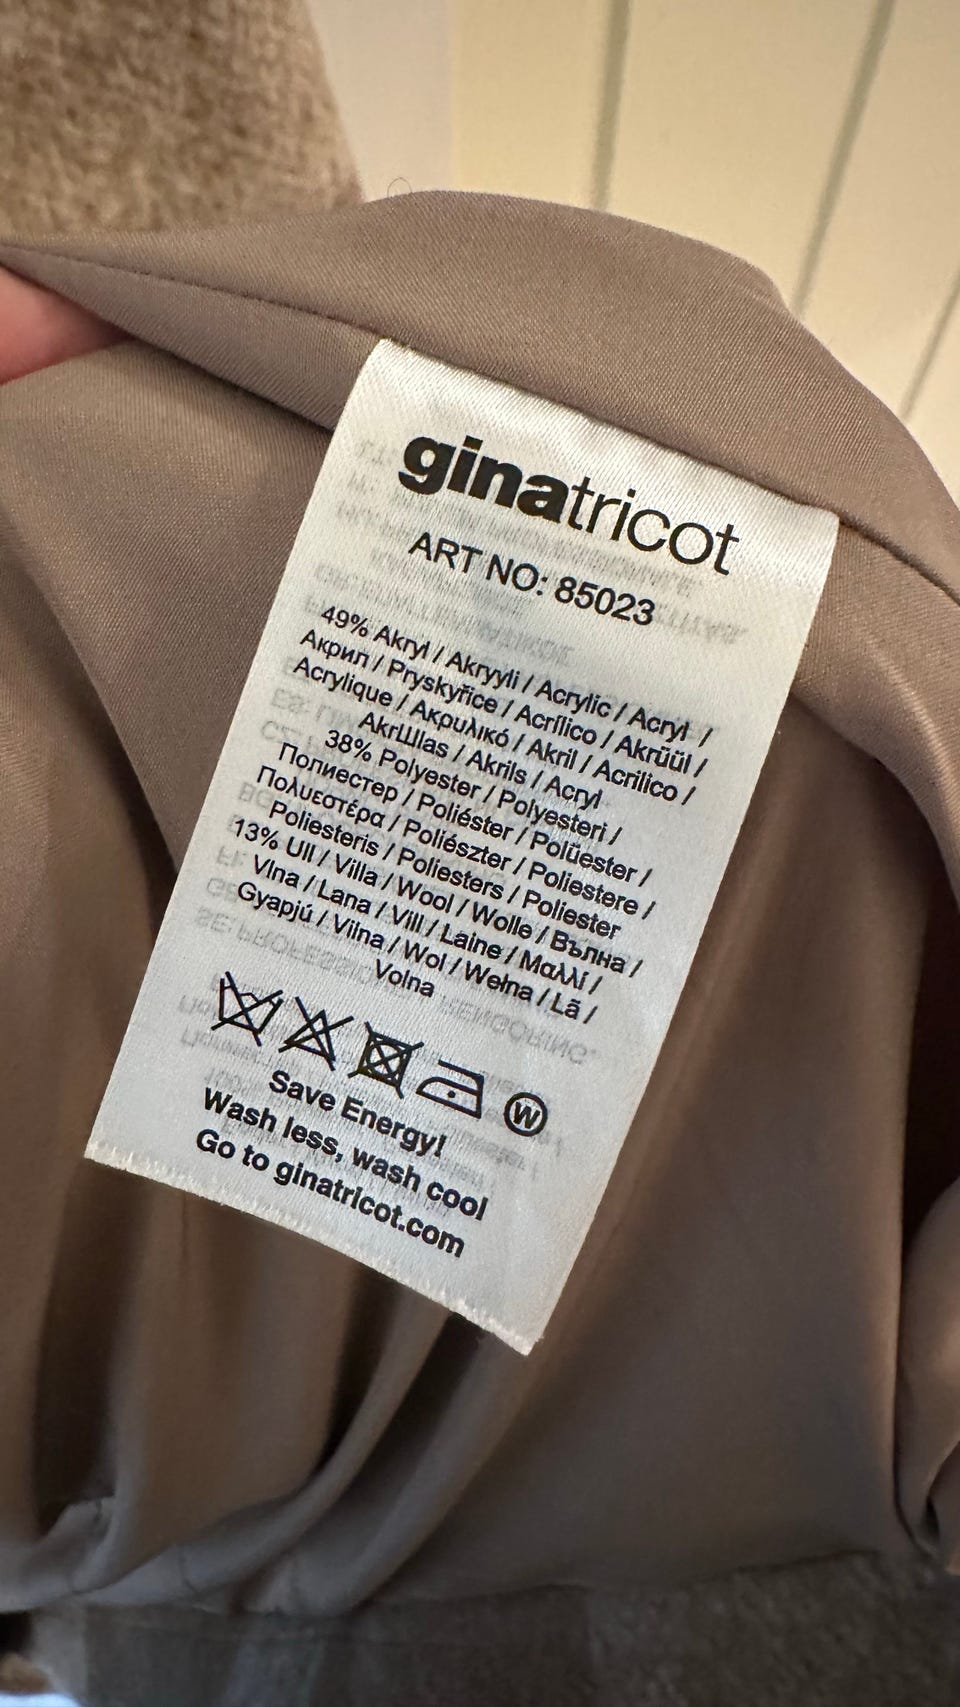 ginatricot
ART NO: 85023
49% Akryl / Akryyli / Acrylic / Acryl /
Акрил / Pryskyřice / Acrílico / Akrüül /
Acrylique / Ακρυλικό / Akril / Acrilico /
AkrШlas / Akrils / Acryl
38% Polyester / Polyesteri /
Полиестер / Poliéster / Polüester /
Πολυεστέρα / Poliészter / Poliestere /
Poliesteris / Poliesters / Poliester
13% Ull / Villa / Wool / Wolle / Вълна /
Vlna / Lana / Vill / Laine / Μαλλί /
Gyapjú / Vilna / Wol / Wełna / Lã /
Volna
W
Save Energy!
Wash less, wash cool
Go to ginatricot.com